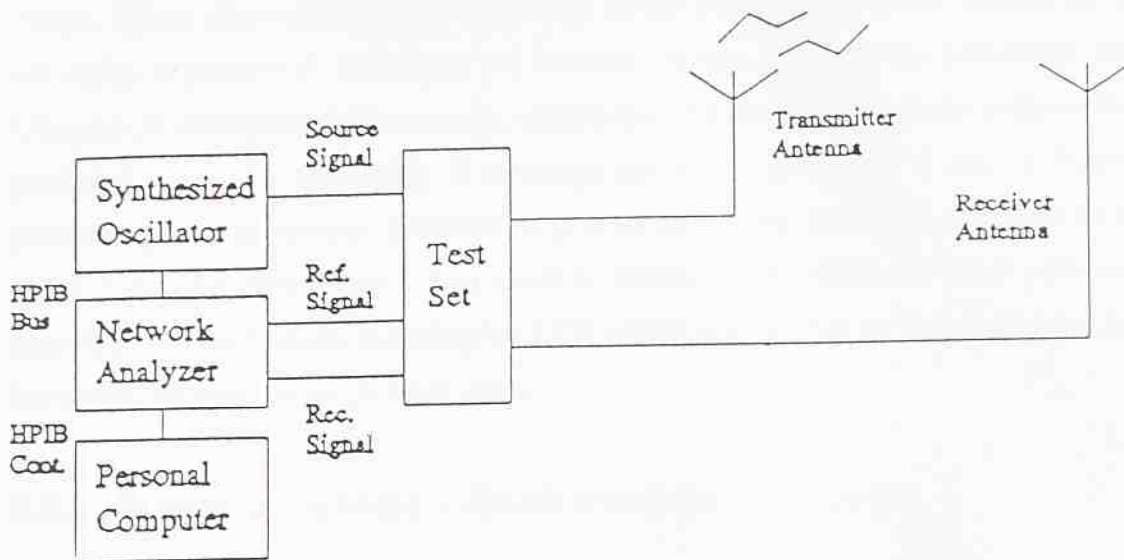 Source
Signal
Transmitter
Antenna
Synthesized
Oscillator
Receiver
Antenna
Test
Set
HPIB
Bus
Ref.
Signal
Network
Analyzer
Rec.
Signal
HPIB
Cont.
Personal
Computer